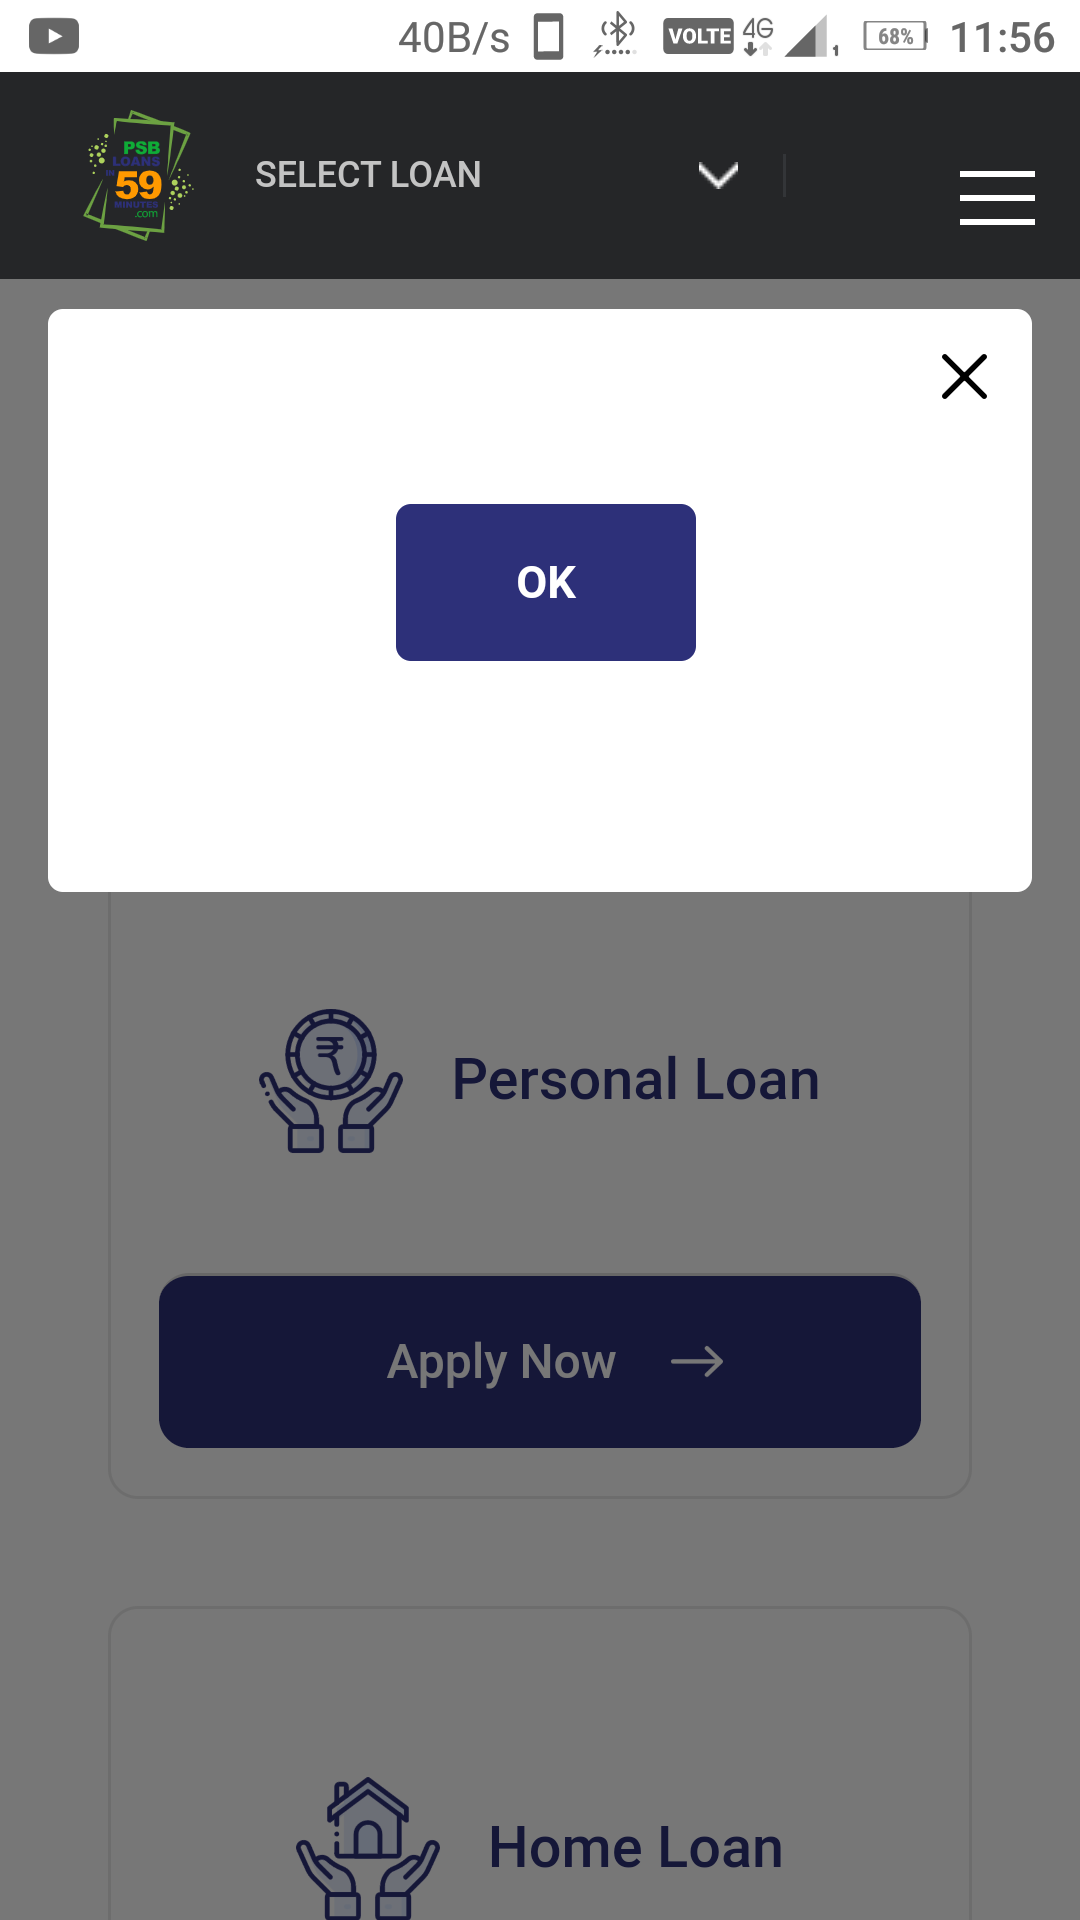 40B/s VOLTE 4G 1 68% 11:56
PSB
LOANS
IN
59
MINUTES
.com
SELECT LOAN
OK
₹
Personal Loan
Apply Now
Home Loan